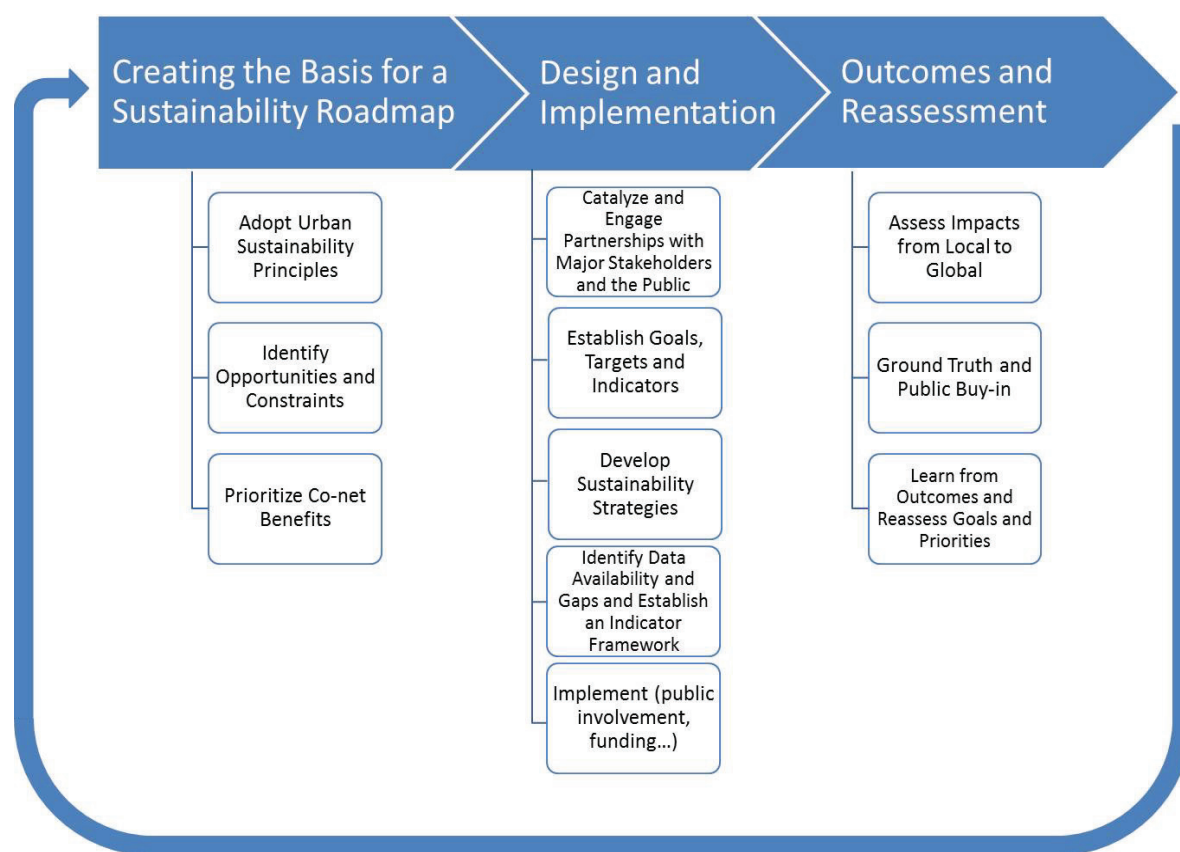 Creating the Basis for a
Sustainability Roadmap
Design and
Implementation
Outcomes and
Reassessment
Adopt Urban
Sustainability
Principles
Identify
Opportunities and
Constraints
Prioritize Co-net
Benefits
Catalyze and
Engage
Partnerships with
Major Stakeholders
and the Public
Establish Goals,
Targets and
Indicators
Develop
Sustainability
Strategies
Identify Data
Availability and
Gaps and Establish
an Indicator
Framework
Implement (public
involvement,
funding…)
Assess Impacts
from Local to
Global
Ground Truth and
Public Buy-in
Learn from
Outcomes and
Reassess Goals and
Priorities